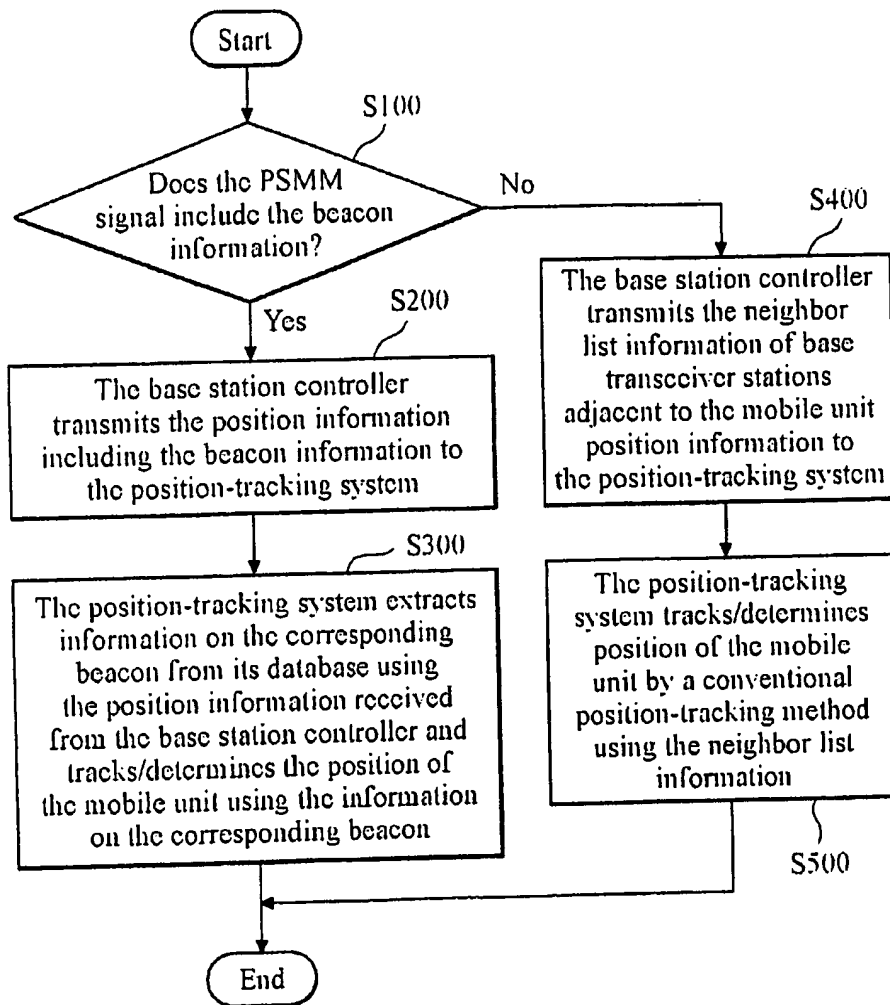 Start
S100
Does the PSMM
signal include the beacon
information?
No
Yes
S200
The base station controller
transmits the position information
including the beacon information to
the position-tracking system
S300
The position-tracking system extracts
information on the corresponding
beacon from its database using
the position information received
from the base station controller and
tracks/determines the position of
the mobile unit using the information
on the corresponding beacon
S400
The base station controller
transmits the neighbor
list information of base
transceiver stations
adjacent to the mobile unit
position information to
the position-tracking system
The position-tracking
system tracks/determines
position of the mobile
unit by a conventional
position-tracking method
using the neighbor list
information
S500
End